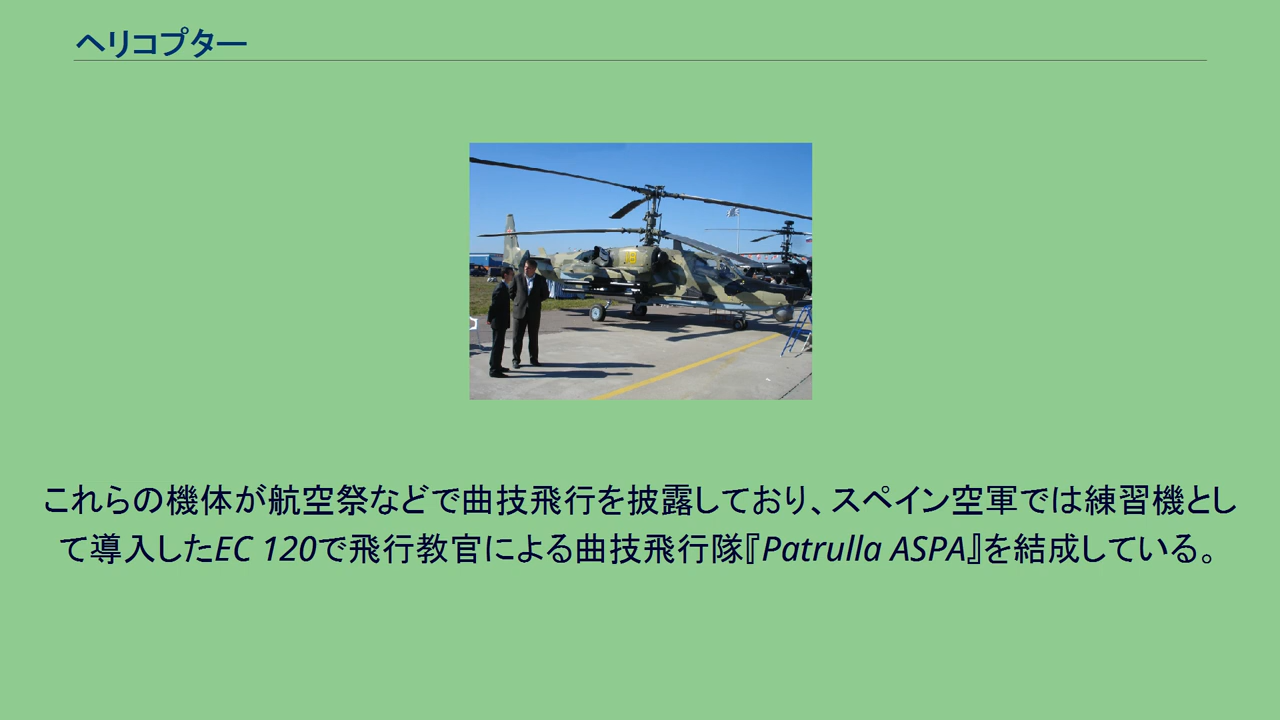 ヘリコプター
これらの機体が航空祭などで曲技飛行を披露しており、スペイン空軍では練習機とし
て導入したEC 120で飛行教官による曲技飛行隊『Patrulla ASPA』を結成している。